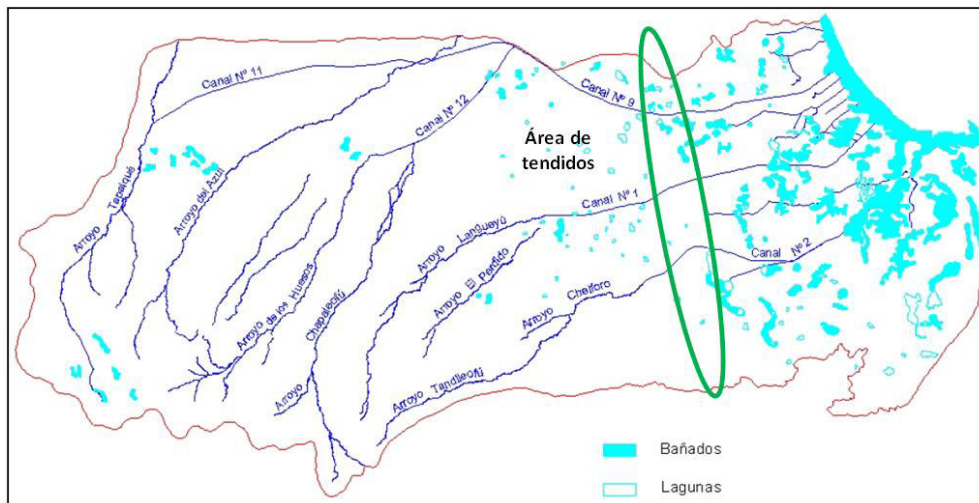 Canal Nº 11
Canal Nº 12
Canal Nº 9
Área de
tendidos
Arroyo Tapalqué
Arroyo del Azul
Canal Nº 1
Arroyo Langueyú
Arroyo El Perdido
Canal Nº 2
Arroyo de los Huesos
Arroyo Chapaleofú
Arroyo Chelforo
Arroyo Tandileofú
Bañados
Lagunas